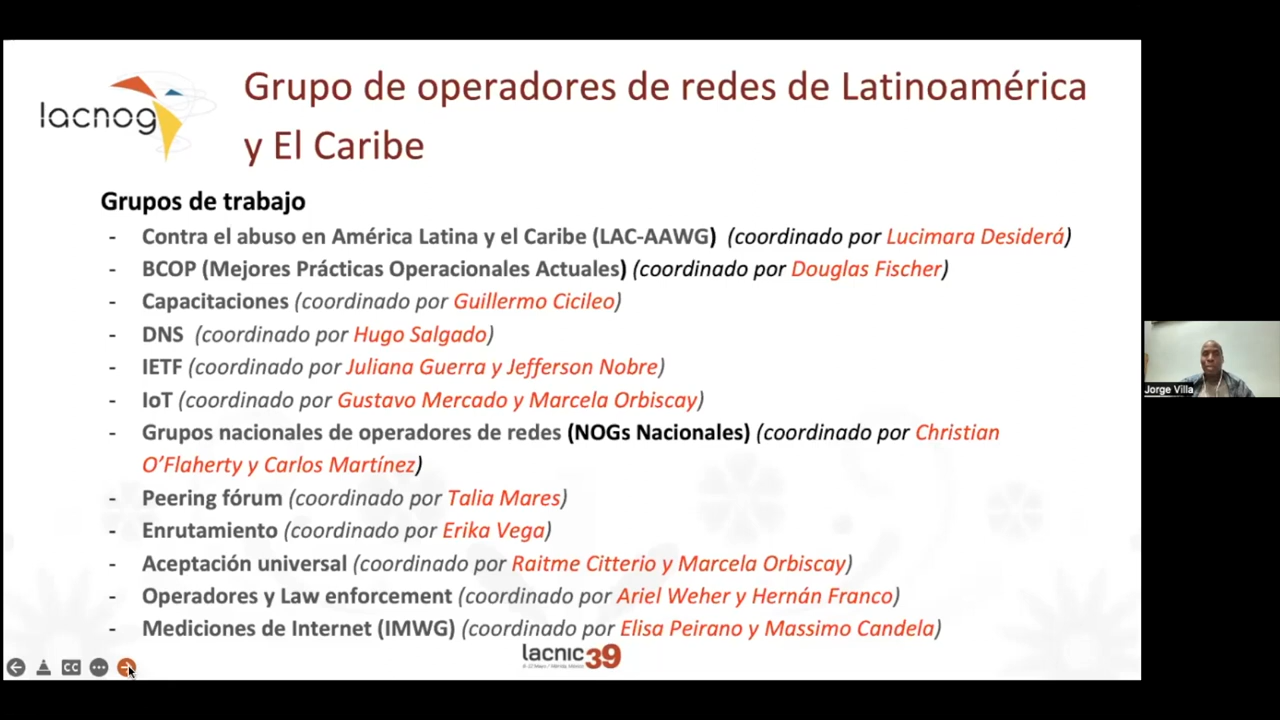 lacnog
Grupo de operadores de redes de Latinoamérica
y El Caribe
Grupos de trabajo
- Contra el abuso en América Latina y el Caribe (LAC-AAWG) (coordinado por Lucimara Desiderá)
- BCOP (Mejores Prácticas Operacionales Actuales) (coordinado por Douglas Fischer)
- Capacitaciones (coordinado por Guillermo Cicileo)
- DNS (coordinado por Hugo Salgado)
- IETF (coordinado por Juliana Guerra y Jefferson Nobre)
- IoT (coordinado por Gustavo Mercado y Marcela Orbiscay)
- Grupos nacionales de operadores de redes (NOGs Nacionales) (coordinado por Christian
O'Flaherty y Carlos Martínez)
- Peering fórum (coordinado por Talia Mares)
- Enrutamiento (coordinado por Erika Vega)
- Aceptación universal (coordinado por Raitme Citterio y Marcela Orbiscay)
- Operadores y Law enforcement (coordinado por Ariel Weher y Hernán Franco)
- Mediciones de Internet (IMWG) (coordinado por Elisa Peirano y Massimo Candela)
lacnic39
CC
Jorge Villa